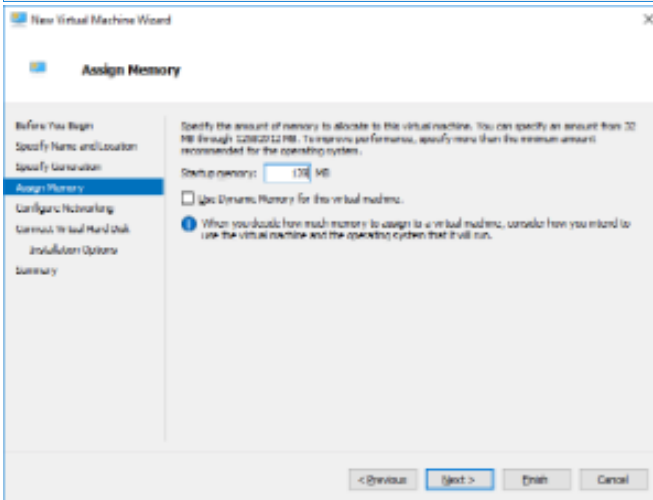 New Virtual Machine Wizard
Assign Memory
Before You Begin
Specify Name and Location
Specify Generation
Assign Memory
Configure Networking
Connect Virtual Hard Disk
Installation Options
Summary
Specify the amount of memory to allocate to this virtual machine. You can specify an amount from 32
MB through 12582912 MB. To improve performance, specify more than the minimum amount
recommended for the operating system.
Startup memory: MB
Use Dynamic Memory for this virtual machine.
When you decide how much memory to assign to a virtual machine, consider how you intend to
use the virtual machine and the operating system that it will run.
< Previous
Next >
Finish
Cancel